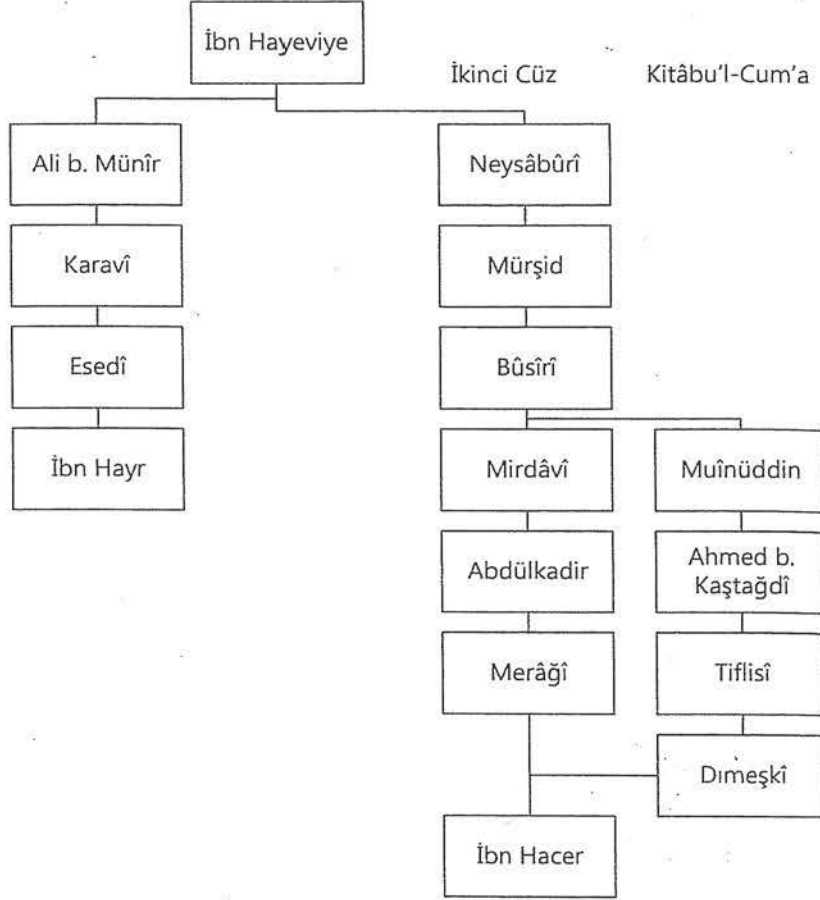 İbn Hayeviye
İkinci Cüz
Kitâbu'l-Cum'a
Ali b. Münîr
Neysâbûrî
Karavî
Mürşid
Esedî
Bûsîrî
İbn Hayr
Mirdâvî
Muînüddin
Abdülkadir
Ahmed b.
Kaştağdî
Merâğî
Tiflisî
Dımeşkî
İbn Hacer